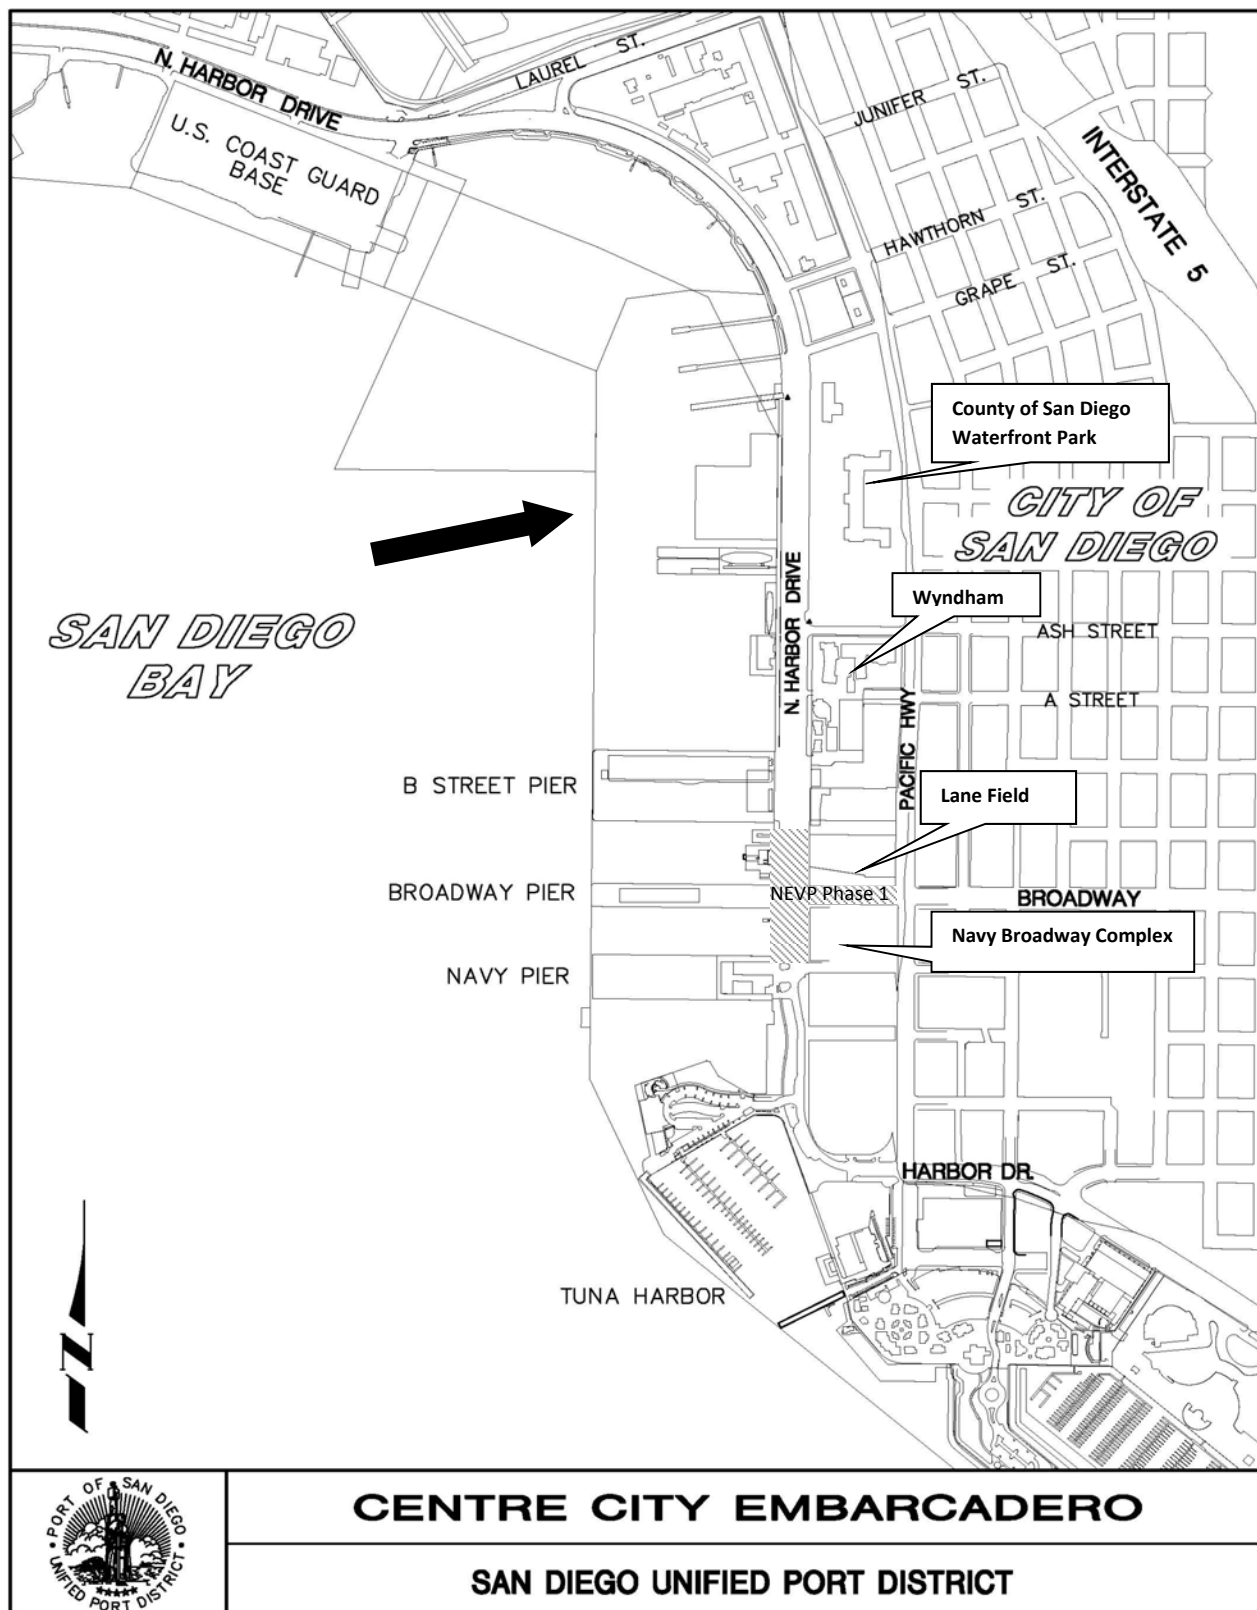 N. HARBOR DRIVE
LAUREL ST.
JUNIFER ST.
U.S. COAST GUARD
BASE
INTERSTATE 5
HAWTHORN ST.
GRAPE ST.
County of San Diego
Waterfront Park
CITY OF
SAN DIEGO
N. HARBOR DRIVE
Wyndham
SAN DIEGO
BAY
ASH STREET
A STREET
PACIFIC HWY
B STREET PIER
Lane Field
BROADWAY PIER
NEVP Phase 1
BROADWAY
Navy Broadway Complex
NAVY PIER
HARBOR DR.
TUNA HARBOR
N
PORT OF SAN DIEGO
UNIFIED PORT DISTRICT
CENTRE CITY EMBARCADERO
SAN DIEGO UNIFIED PORT DISTRICT